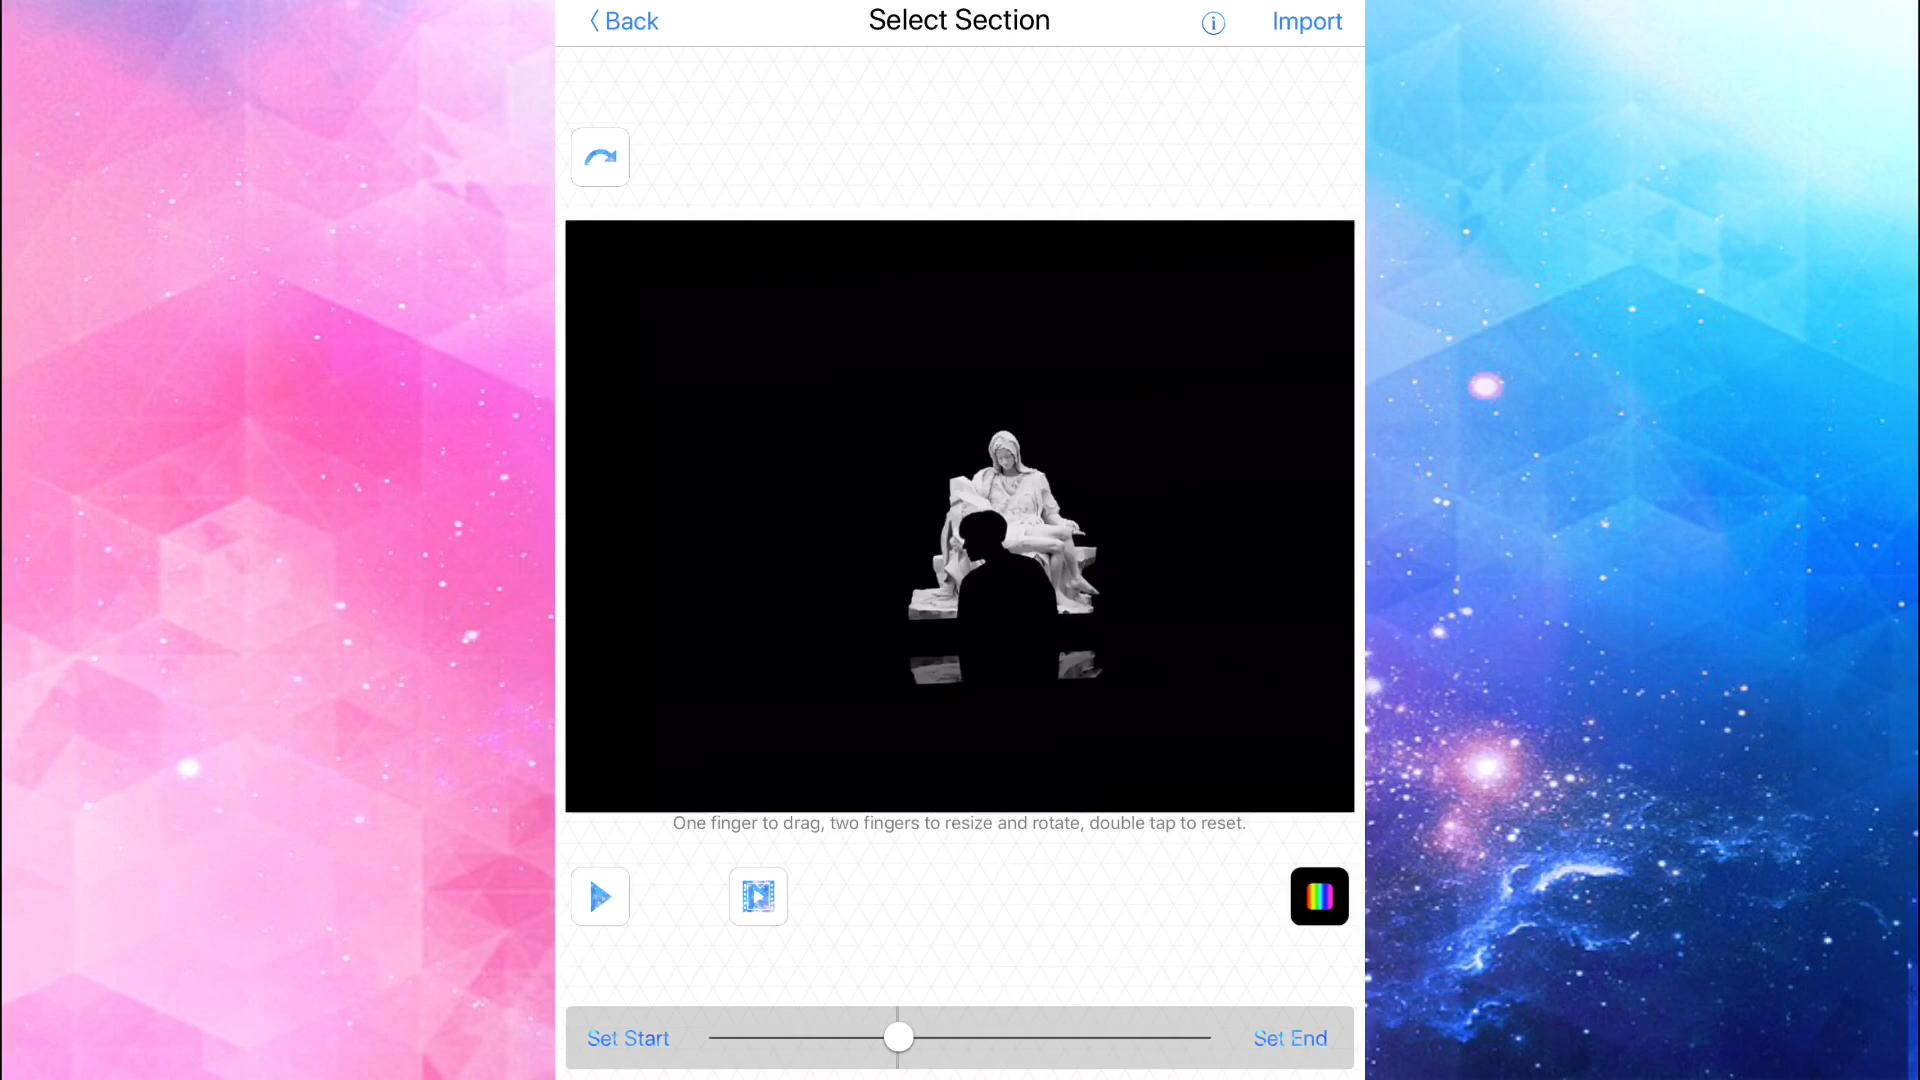 Back
Select Section
Import
One finger to drag, two fingers to resize and rotate, double tap to reset.
Set Start
Set End